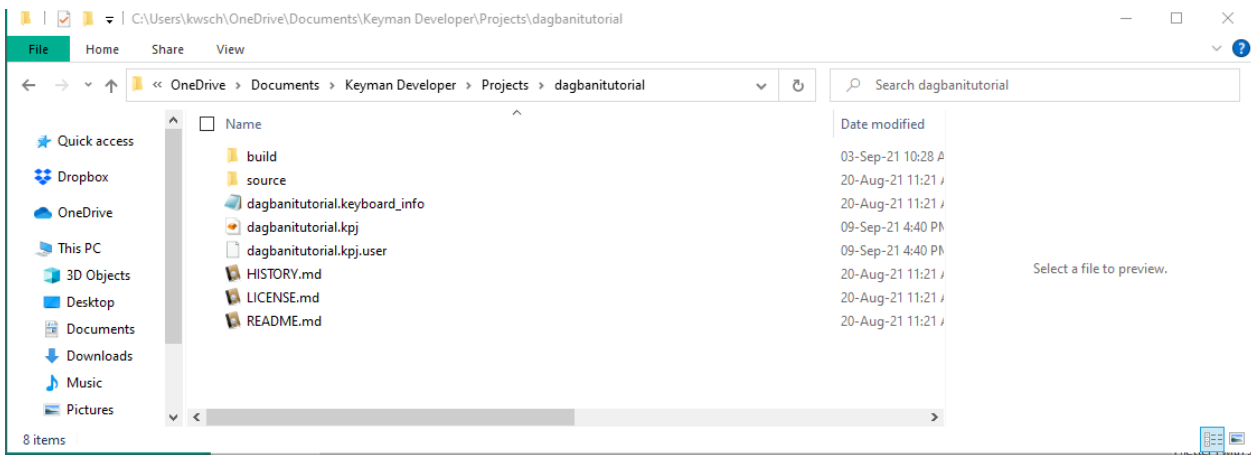 C:\Users\kwsch\OneDrive\Documents\Keyman Developer\Projects\dagbanitutorial
File Home Share View
« OneDrive > Documents > Keyman Developer > Projects > dagbanitutorial
Search dagbanitutorial
Name Date modified
Quick access
Dropbox
OneDrive
This PC
3D Objects
Desktop
Documents
Downloads
Music
Pictures
build 03-Sep-21 10:28 A
source 20-Aug-21 11:21
dagbanitutorial.keyboard_info 20-Aug-21 11:21
dagbanitutorial.kpj 09-Sep-21 4:40 PM
dagbanitutorial.kpj.user 09-Sep-21 4:40 PM
HISTORY.md 20-Aug-21 11:21
LICENSE.md 20-Aug-21 11:21
README.md 20-Aug-21 11:21
Select a file to preview.
8 items